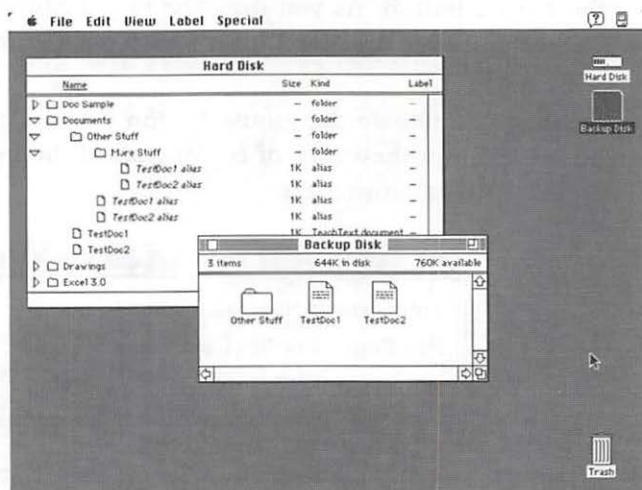 File Edit View Label Special
Hard Disk
Name Size Kind Label
Doc Sample – folder –
Documents – folder –
Other Stuff – folder –
More Stuff – folder –
TestDoc1 alias 1K alias –
TestDoc2 alias 1K alias –
TestDoc1 alias 1K alias –
TestDoc2 alias 1K alias –
TestDoc1 1K TeachText document –
TestDoc2
Drawings
Excel 3.0
Backup Disk
3 items 644K in disk 760K available
Other Stuff TestDoc1 TestDoc2
Hard Disk
Backup Disk
Trash